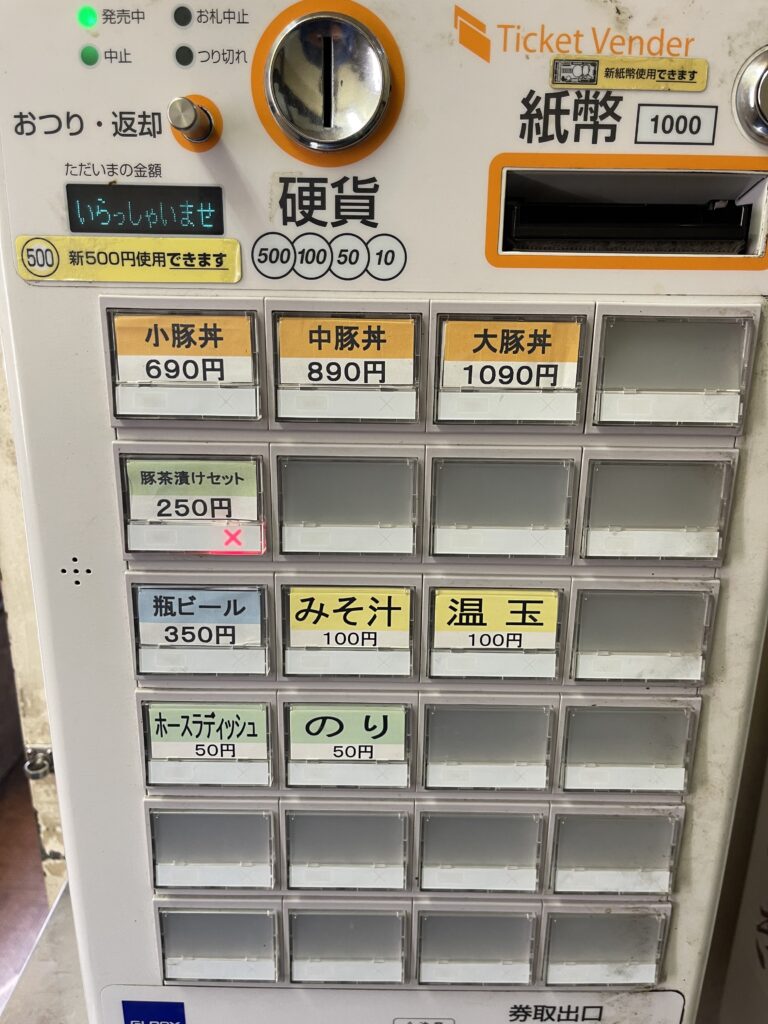 発売中 お札中止
中止 つり切れ
Ticket Vender
新紙幣使用できます
おつり・返却
紙幣 1000
ただいまの金額
いらっしゃいませ
硬貨
500 新500円使用できます
500 100 50 10
小豚丼
690円
中豚丼
890円
大豚丼
1090円
豚茶漬けセット
250円
×
瓶ビール
350円
みそ汁
100円
温玉
100円
ホースラディッシュ
50円
のり
50円
券取出口